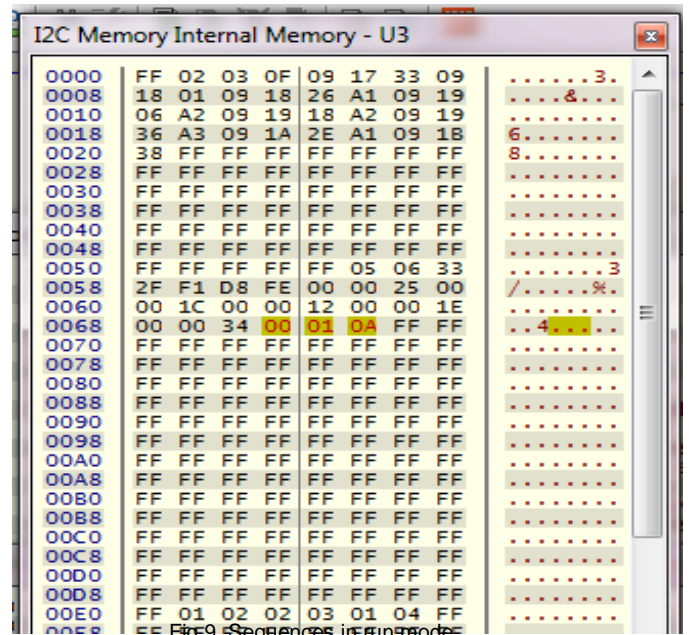 I2C Memory Internal Memory - U3
0000 FF 02 03 0F 09 17 33 09 ......3.
0008 18 01 09 18 26 A1 09 19 ....&...
0010 06 A2 09 19 18 A2 09 19 ........
0018 36 A3 09 1A 2E A1 09 1B 6.......
0020 38 FF FF FF FF FF FF FF 8.......
0028 FF FF FF FF FF FF FF FF ........
0030 FF FF FF FF FF FF FF FF ........
0038 FF FF FF FF FF FF FF FF ........
0040 FF FF FF FF FF FF FF FF ........
0048 FF FF FF FF FF FF FF FF ........
0050 FF FF FF FF FF 05 06 33 .......3
0058 2F F1 D8 FE 00 00 25 00 /.....%.
0060 00 1C 00 00 12 00 00 1E ........
0068 00 00 34 00 01 0A FF FF ..4.....
0070 FF FF FF FF FF FF FF FF ........
0078 FF FF FF FF FF FF FF FF ........
0080 FF FF FF FF FF FF FF FF ........
0088 FF FF FF FF FF FF FF FF ........
0090 FF FF FF FF FF FF FF FF ........
0098 FF FF FF FF FF FF FF FF ........
00A0 FF FF FF FF FF FF FF FF ........
00A8 FF FF FF FF FF FF FF FF ........
00B0 FF FF FF FF FF FF FF FF ........
00B8 FF FF FF FF FF FF FF FF ........
00C0 FF FF FF FF FF FF FF FF ........
00C8 FF FF FF FF FF FF FF FF ........
00D0 FF FF FF FF FF FF FF FF ........
00D8 FF FF FF FF FF FF FF FF ........
00E0 FF 01 02 02 03 01 04 FF ........
Fig 9. Sequences in run mode